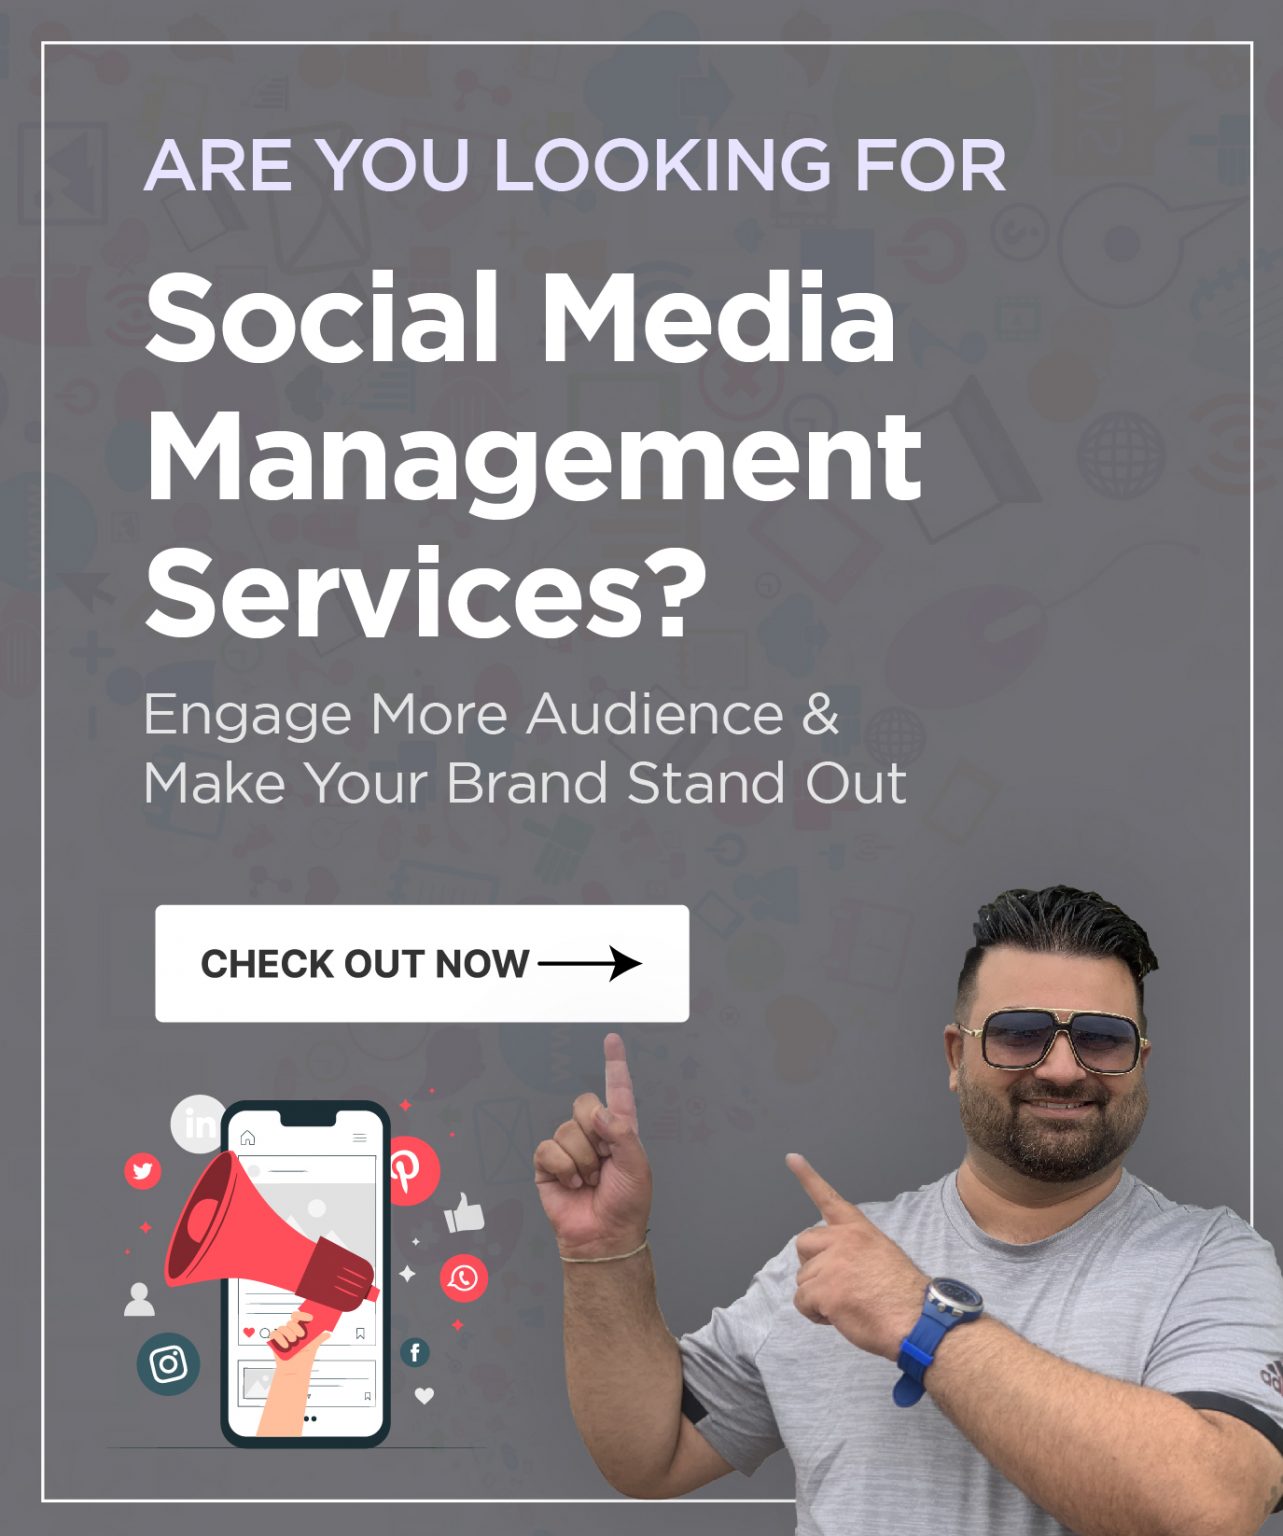 ARE YOU LOOKING FOR
Social Media
Management
Services?
Engage More Audience &
Make Your Brand Stand Out
CHECK OUT NOW
in
f